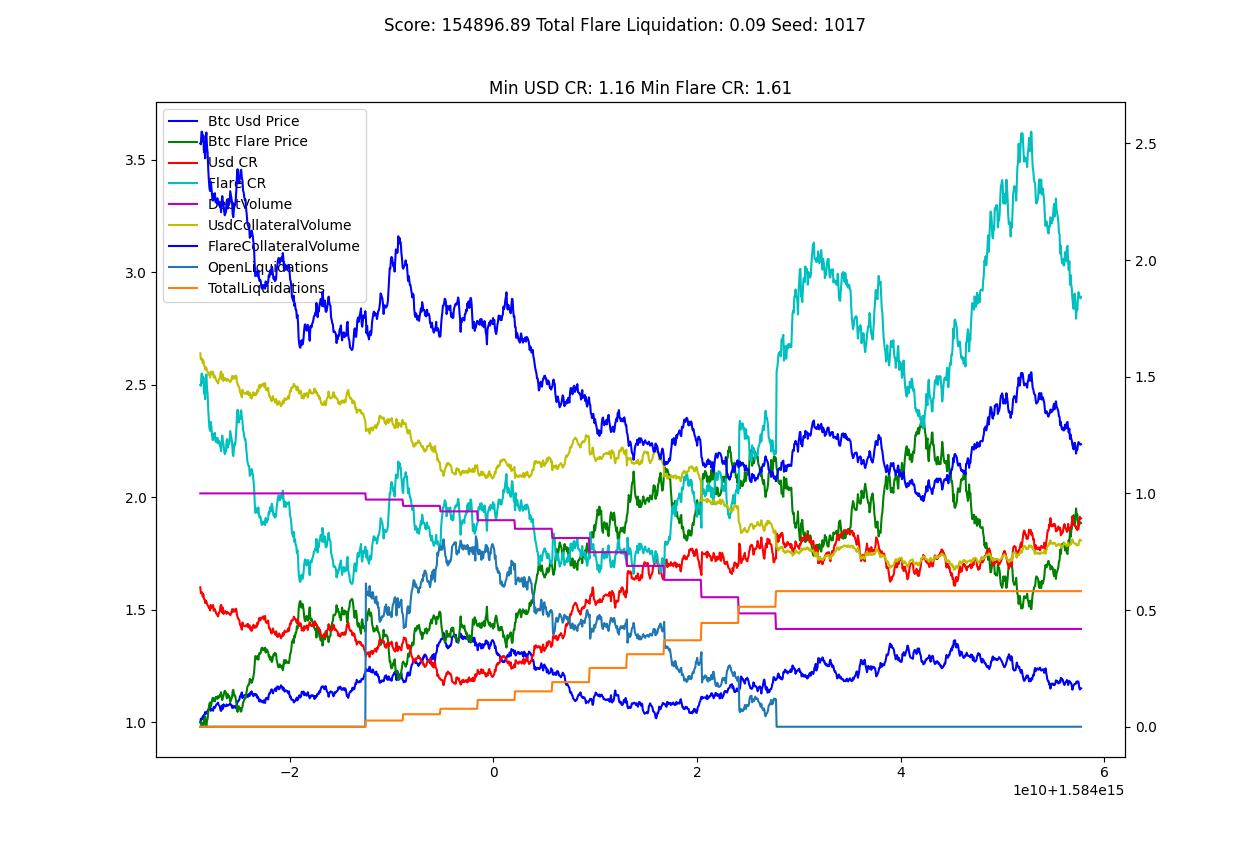 Score: 154896.89 Total Flare Liquidation: 0.09 Seed: 1017
Min USD CR: 1.16 Min Flare CR: 1.61
Btc Usd Price
Btc Flare Price
Usd CR
Flare CR
DebtVolume
UsdCollateralVolume
FlareCollateralVolume
OpenLiquidations
TotalLiquidations
3.5
3.0
2.5
2.0
1.5
1.0
2.5
2.0
1.5
1.0
0.5
0.0
−2
0
2
4
6
1e10+1.584e15